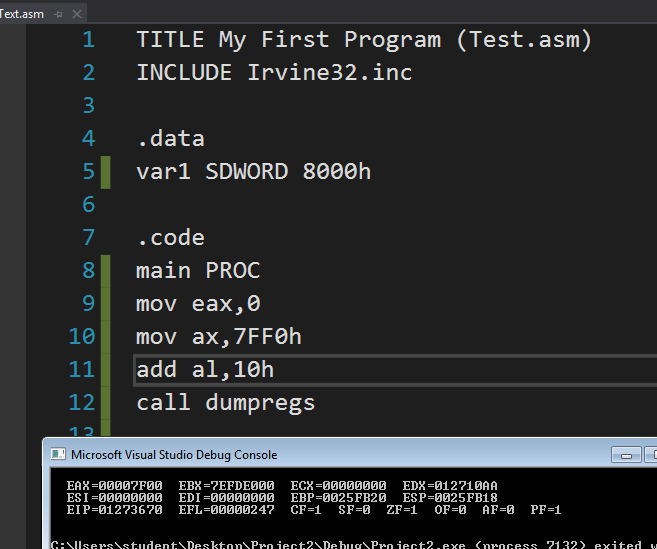 Text.asm
1 TITLE My First Program (Test.asm)
2 INCLUDE Irvine32.inc
3
4 .data
5 var1 SDWORD 8000h
6
7 .code
8 main PROC
9 mov eax,0
10 mov ax,7FF0h
11 add al,10h
12 call dumpregs
13
Microsoft Visual Studio Debug Console
EAX=00007F00 EBX=7EFDE000 ECX=00000000 EDX=012710AA
ESI=00000000 EDI=00000000 EBP=0025FB20 ESP=0025FB18
EIP=01273670 EFL=00000247 CF=1 SF=0 ZF=1 OF=0 AF=0 PF=1
C:\Users\student\Desktop\Project2\Debug\Project2.exe (process 7132) exited